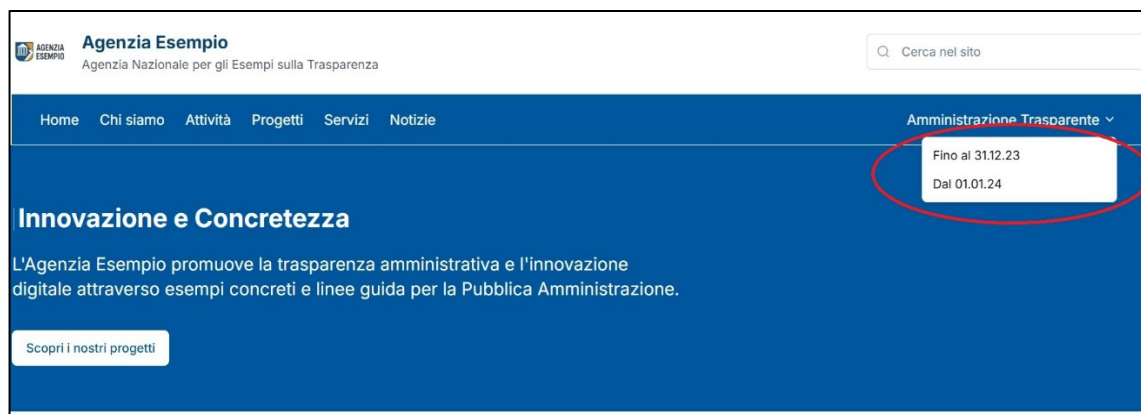 AGENZIA
ESEMPIO
Agenzia Esempio
Agenzia Nazionale per gli Esempi sulla Trasparenza
Cerca nel sito
Home Chi siamo Attività Progetti Servizi Notizie Amministrazione Trasparente
Fino al 31.12.23
Dal 01.01.24
Innovazione e Concretezza
L'Agenzia Esempio promuove la trasparenza amministrativa e l'innovazione
digitale attraverso esempi concreti e linee guida per la Pubblica Amministrazione.
Scopri i nostri progetti